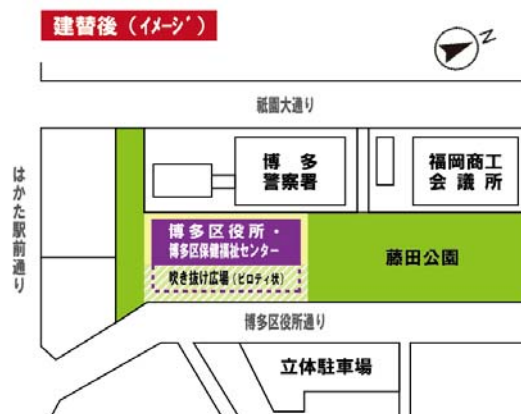 建替後（イメージ）
N
祇園大通り
博多
警察署
福岡商工
会議所
はかた駅前通り
博多区役所・
博多区保健福祉センター
吹き抜け広場（ピロティ状）
藤田公園
博多区役所通り
立体駐車場